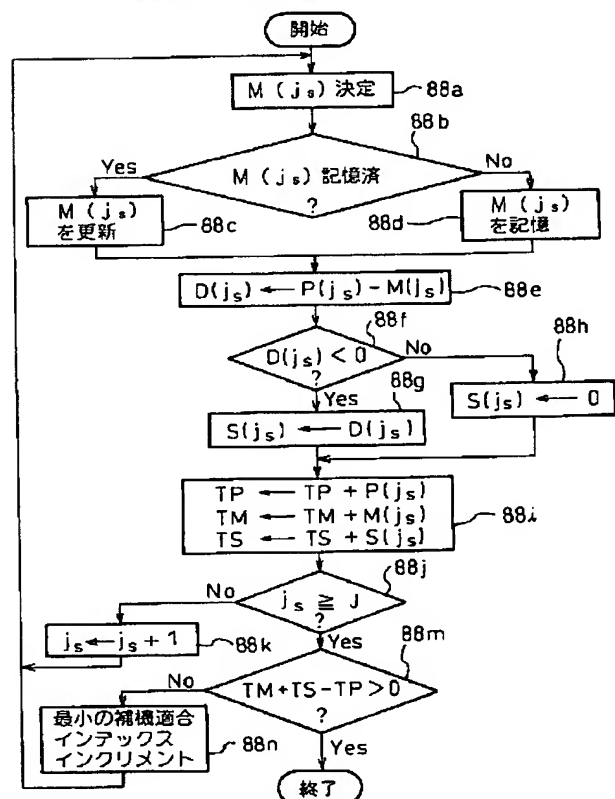 開始
M (js) 決定
88a
88b
Yes
M (js) 記憶済
?
No
M (js)
を更新
88c
88d
M (js)
を記憶
D(js) ← P(js) − M(js)
88e
88f
D(js) < 0
?
No
88h
Yes
88g
S(js) ← 0
S(js) ← D(js)
TP ← TP + P(js)
TM ← TM + M(js)
TS ← TS + S(js)
88i
88j
No
js ≧ J
?
js ← js + 1
88k
Yes
88m
No
TM+TS−TP>0
?
最小の補機適合
インデックス
インクリメント
88n
Yes
終了